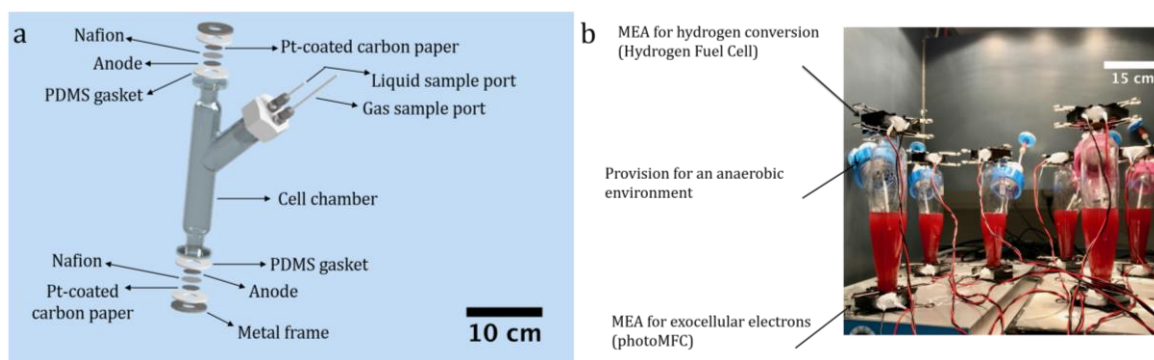 a
Nafion
Anode
PDMS gasket
Pt-coated carbon paper
Liquid sample port
Gas sample port
Cell chamber
Nafion
Pt-coated
carbon paper
PDMS gasket
Anode
Metal frame
10 cm
b
MEA for hydrogen conversion
(Hydrogen Fuel Cell)
15 cm
Provision for an anaerobic
environment
MEA for exocellular electrons
(photoMFC)